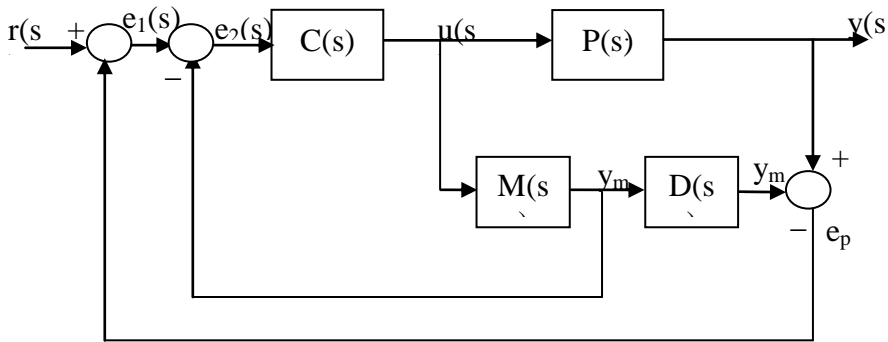 r(s + e₁(s) e₂(s) C(s) u(s P(s) y(s
−
M(s yₘ D(s yₘ +
− eₚ